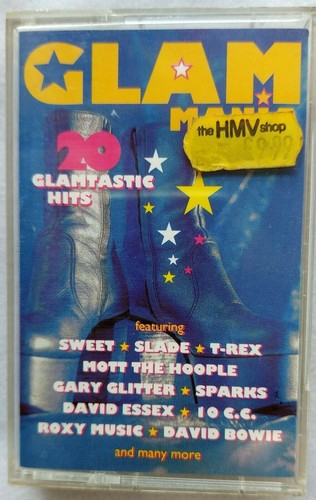 GLAM
the HMV shop
20
GLAMTASTIC
HITS
featuring
SWEET ★ SLADE ★ T-REX
MOTT THE HOOPLE
GARY GLITTER ★ SPARKS
DAVID ESSEX ★ 10 C.C.
ROXY MUSIC ★ DAVID BOWIE
and many more